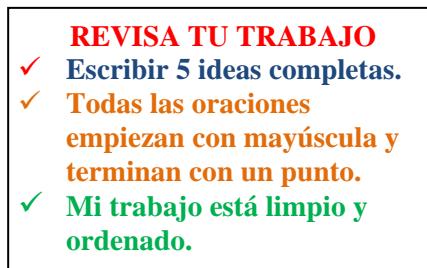 REVISA TU TRABAJO
✓ Escribir 5 ideas completas.
✓ Todas las oraciones
empiezan con mayúscula y
terminan con un punto.
✓ Mi trabajo está limpio y
ordenado.